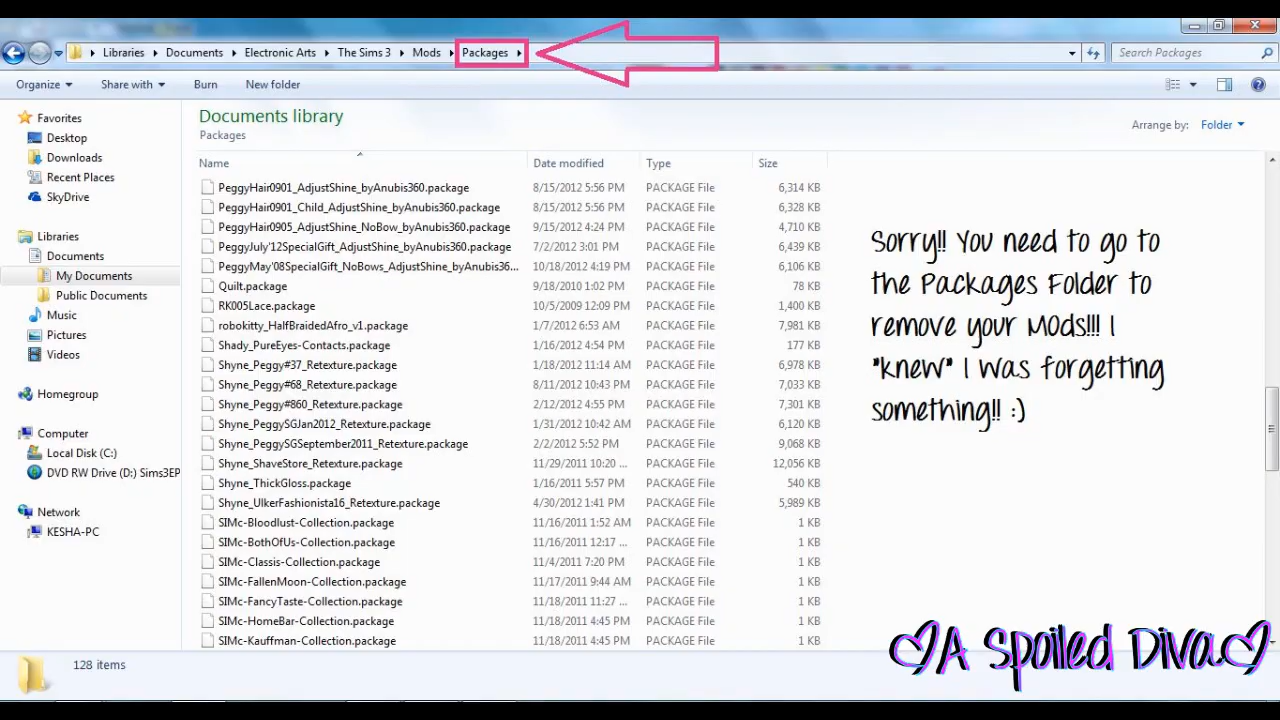 Libraries Documents Electronic Arts The Sims 3 Mods Packages Search Packages
Organize Share with Burn New folder
Favorites
Desktop
Downloads
Recent Places
SkyDrive
Libraries
Documents
My Documents
Public Documents
Music
Pictures
Videos
Homegroup
Computer
Local Disk (C:)
DVD RW Drive (D:) Sims3EP
Network
KESHA-PC
Documents library
Packages
Arrange by: Folder
Name Date modified Type Size
PeggyHair0901_AdjustShine_byAnubis360.package 8/15/2012 5:56 PM PACKAGE File 6,314 KB
PeggyHair0901_Child_AdjustShine_byAnubis360.package 8/15/2012 5:56 PM PACKAGE File 6,328 KB
PeggyHair0905_AdjustShine_NoBow_byAnubis360.package 9/15/2012 4:24 PM PACKAGE File 4,710 KB
PeggyJuly'12SpecialGift_AdjustShine_byAnubis360.package 7/2/2012 3:01 PM PACKAGE File 6,439 KB
PeggyMay'08SpecialGift_NoBows_AdjustShine_byAnubis36... 10/18/2012 4:19 PM PACKAGE File 6,106 KB
Quilt.package 9/18/2010 1:02 PM PACKAGE File 78 KB
RK005Lace.package 10/5/2009 12:09 PM PACKAGE File 1,400 KB
robokitty_HalfBraidedAfro_v1.package 1/7/2012 6:53 AM PACKAGE File 7,981 KB
Shady_PureEyes-Contacts.package 1/16/2012 4:54 PM PACKAGE File 177 KB
Shyne_Peggy#37_Retexture.package 1/18/2012 11:14 AM PACKAGE File 6,978 KB
Shyne_Peggy#68_Retexture.package 8/11/2012 10:43 PM PACKAGE File 7,033 KB
Shyne_Peggy#860_Retexture.package 2/12/2012 4:55 PM PACKAGE File 7,301 KB
Shyne_PeggySGJan2012_Retexture.package 1/31/2012 10:42 AM PACKAGE File 6,120 KB
Shyne_PeggySGSeptember2011_Retexture.package 2/2/2012 5:52 PM PACKAGE File 9,068 KB
Shyne_ShaveStore_Retexture.package 11/29/2011 10:20 ... PACKAGE File 12,056 KB
Shyne_ThickGloss.package 1/16/2011 5:57 PM PACKAGE File 540 KB
Shyne_UlkerFashionista16_Retexture.package 4/30/2012 1:41 PM PACKAGE File 5,989 KB
SIMc-Bloodlust-Collection.package 11/16/2011 1:52 AM PACKAGE File 1 KB
SIMc-BothOfUs-Collection.package 11/16/2011 12:17 ... PACKAGE File 1 KB
SIMc-Classis-Collection.package 11/4/2011 7:20 PM PACKAGE File 1 KB
SIMc-FallenMoon-Collection.package 11/17/2011 9:44 AM PACKAGE File 1 KB
SIMc-FancyTaste-Collection.package 11/18/2011 11:27 ... PACKAGE File 1 KB
SIMc-HomeBar-Collection.package 11/18/2011 4:45 PM PACKAGE File 1 KB
SIMc-Kauffman-Collection.package 11/18/2011 4:45 PM PACKAGE File 1 KB
Sorry!! You need to go to
the Packages Folder to
remove your Mods!!! I
*knew* I was forgetting
something!! :)
128 items
A Spoiled Diva